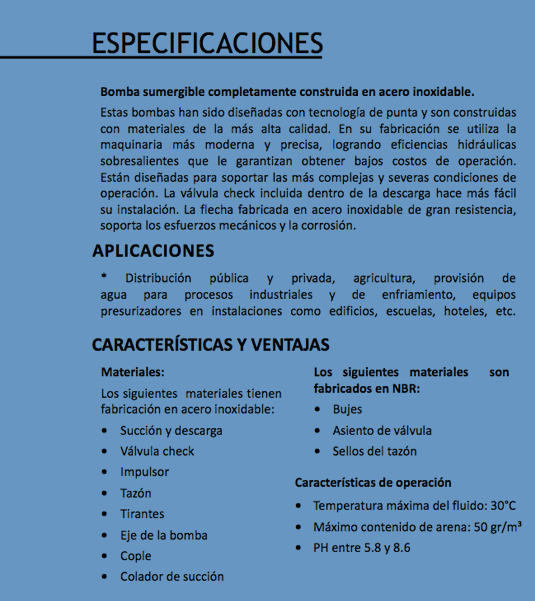 ESPECIFICACIONES
Bomba sumergible completamente construida en acero inoxidable.
Estas bombas han sido diseñadas con tecnología de punta y son construidas
con materiales de la más alta calidad. En su fabricación se utiliza la
maquinaria más moderna y precisa, logrando eficiencias hidráulicas
sobresalientes que le garantizan obtener bajos costos de operación.
Están diseñadas para soportar las más complejas y severas condiciones de
operación. La válvula check incluida dentro de la descarga hace más fácil
su instalación. La flecha fabricada en acero inoxidable de gran resistencia,
soporta los esfuerzos mecánicos y la corrosión.
APLICACIONES
* Distribución pública y privada, agricultura, provisión de
agua para procesos industriales y de enfriamiento, equipos
presurizadores en instalaciones como edificios, escuelas, hoteles, etc.
CARACTERÍSTICAS Y VENTAJAS
Materiales:
Los siguientes materiales tienen
fabricación en acero inoxidable:
• Succión y descarga
• Válvula check
• Impulsor
• Tazón
• Tirantes
• Eje de la bomba
• Cople
• Colador de succión
Los siguientes materiales son
fabricados en NBR:
• Bujes
• Asiento de válvula
• Sellos del tazón
Características de operación
• Temperatura máxima del fluido: 30°C
• Máximo contenido de arena: 50 gr/m³
• PH entre 5.8 y 8.6